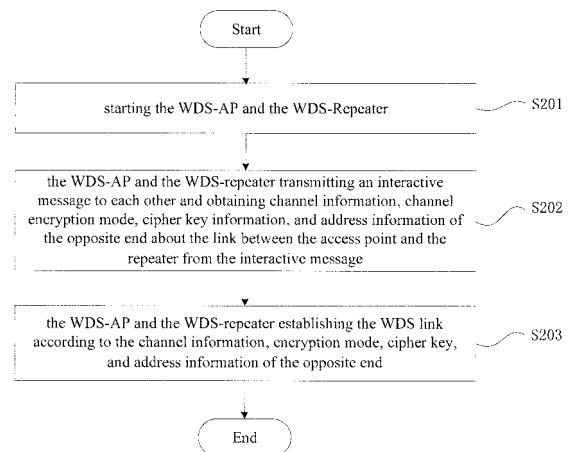 Start
starting the WDS-AP and the WDS-Repeater
S201
the WDS-AP and the WDS-repeater transmitting an interactive
message to each other and obtaining channel information, channel
encryption mode, cipher key information, and address information of
the opposite end about the link between the access point and the
repeater from the interactive message
S202
the WDS-AP and the WDS-repeater establishing the WDS link
according to the channel information, encryption mode, cipher key,
and address information of the opposite end
S203
End